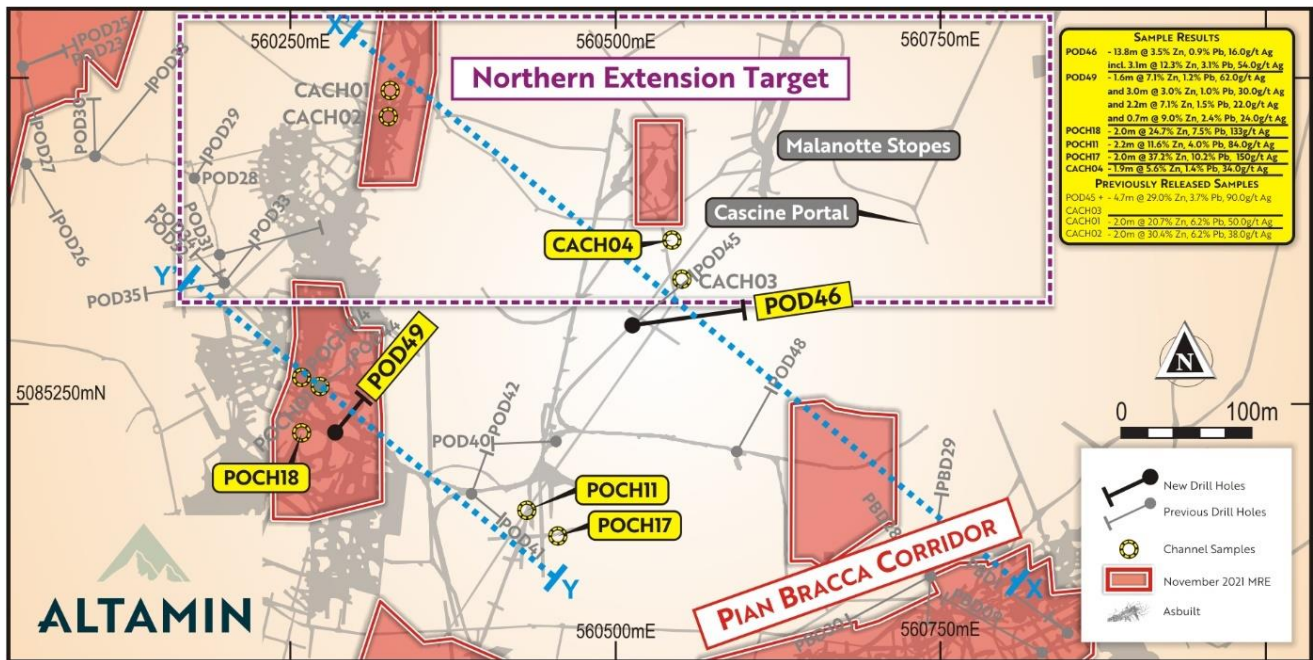 560250mE
560500mE
560750mE
X'
Northern Extension Target
CACH01
CACH02
Malanotte Stopes
Cascine Portal
CACH04
CACH03
POD45
POD46
POD25
POD23
POD33
POD30
POD29
POD27
POD28
POD26
POD31
POD33
POD35
Y'
POD49
5085250mN
POD48
POD42
POD40
POCH18
POCH11
POCH17
POD41
Y
PBD29
PBD28
PIAN BRACCA CORRIDOR
X
ALTAMIN
560500mE
560750mE
SAMPLE RESULTS
POD46 - 13.8m @ 3.5% Zn, 0.9% Pb, 16.0g/t Ag
incl. 3.1m @ 12.3% Zn, 3.1% Pb, 54.0g/t Ag
POD49 - 1.6m @ 7.1% Zn, 1.2% Pb, 62.0g/t Ag
and 3.0m @ 3.0% Zn, 1.0% Pb, 30.0g/t Ag
and 2.2m @ 7.1% Zn, 1.5% Pb, 22.0g/t Ag
and 0.7m @ 9.0% Zn, 2.4% Pb, 24.0g/t Ag
POCH18 - 2.0m @ 24.7% Zn, 7.5% Pb, 133g/t Ag
POCH11 - 2.2m @ 11.6% Zn, 4.0% Pb, 84.0g/t Ag
POCH17 - 2.0m @ 37.2% Zn, 10.2% Pb, 150g/t Ag
CACH04 - 1.9m @ 5.6% Zn, 1.4% Pb, 34.0g/t Ag
PREVIOUSLY RELEASED SAMPLES
POD45 + - 4.7m @ 29.0% Zn, 3.7% Pb, 90.0g/t Ag
CACH03
CACH01 - 2.0m @ 20.7% Zn, 6.2% Pb, 50.0g/t Ag
CACH02 - 2.0m @ 30.4% Zn, 6.2% Pb, 38.0g/t Ag
N
0 100m
New Drill Holes
Previous Drill Holes
Channel Samples
November 2021 MRE
Asbuilt